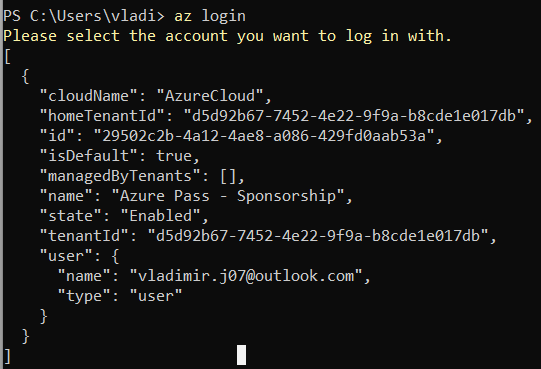 PS C:\Users\vladi> az login
Please select the account you want to log in with.
[
  {
    "cloudName": "AzureCloud",
    "homeTenantId": "d5d92b67-7452-4e22-9f9a-b8cde1e017db",
    "id": "29502c2b-4a12-4ae8-a086-429fd0aab53a",
    "isDefault": true,
    "managedByTenants": [],
    "name": "Azure Pass - Sponsorship",
    "state": "Enabled",
    "tenantId": "d5d92b67-7452-4e22-9f9a-b8cde1e017db",
    "user": {
      "name": "vladimir.j07@outlook.com",
      "type": "user"
    }
  }
]